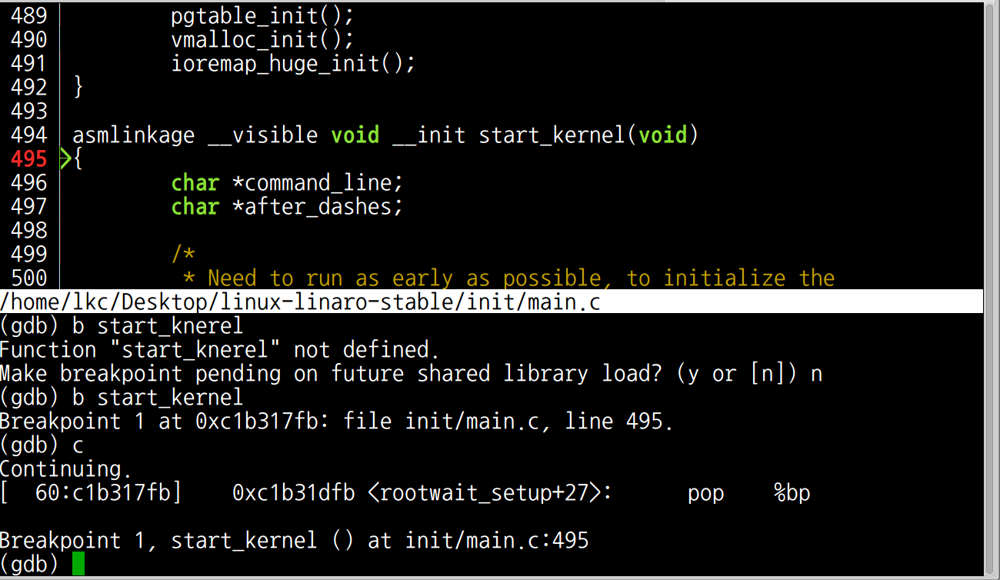 489 pgtable_init();
490 vmalloc_init();
491 ioremap_huge_init();
492 }
493
494 asmlinkage __visible void __init start_kernel(void)
495 >{
496 char *command_line;
497 char *after_dashes;
498
499 /*
500 * Need to run as early as possible, to initialize the
/home/lkc/Desktop/linux-linaro-stable/init/main.c
(gdb) b start_knerel
Function "start_knerel" not defined.
Make breakpoint pending on future shared library load? (y or [n]) n
(gdb) b start_kernel
Breakpoint 1 at 0xc1b317fb: file init/main.c, line 495.
(gdb) c
Continuing.
[  60:c1b317fb]    0xc1b31dfb <rootwait_setup+27>:      pop    %bp
Breakpoint 1, start_kernel () at init/main.c:495
(gdb)